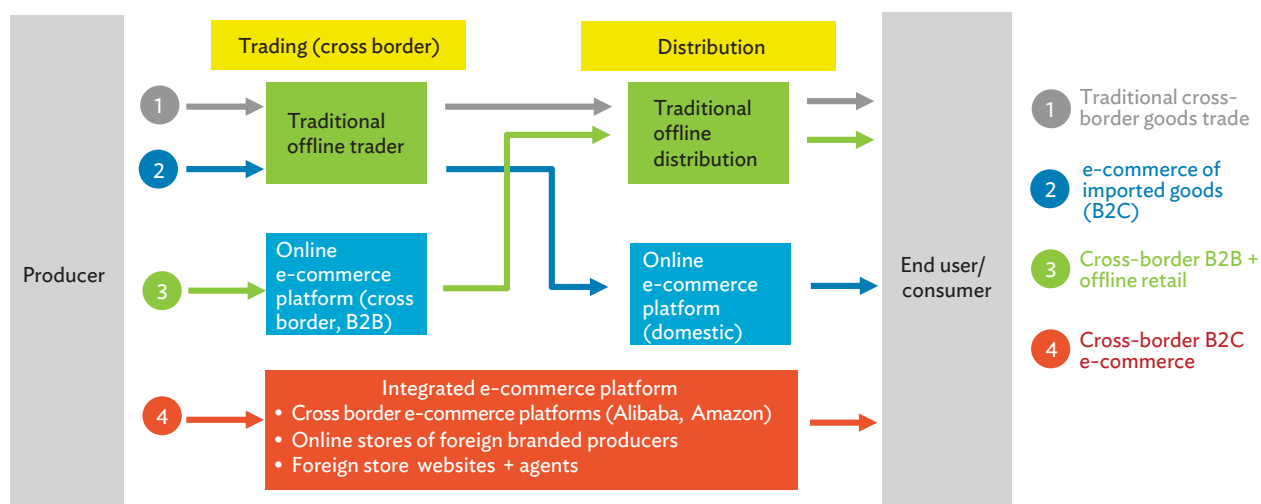 Trading (cross border)
Distribution
Producer
1
2
3
4
Traditional
offline trader
Online
e-commerce
platform (cross
border, B2B)
Traditional
offline
distribution
Online
e-commerce
platform
(domestic)
Integrated e-commerce platform
• Cross border e-commerce platforms (Alibaba, Amazon)
• Online stores of foreign branded producers
• Foreign store websites + agents
End user/
consumer
1
Traditional cross-
border goods trade
2
e-commerce of
imported goods
(B2C)
3
Cross-border B2B +
offline retail
4
Cross-border B2C
e-commerce